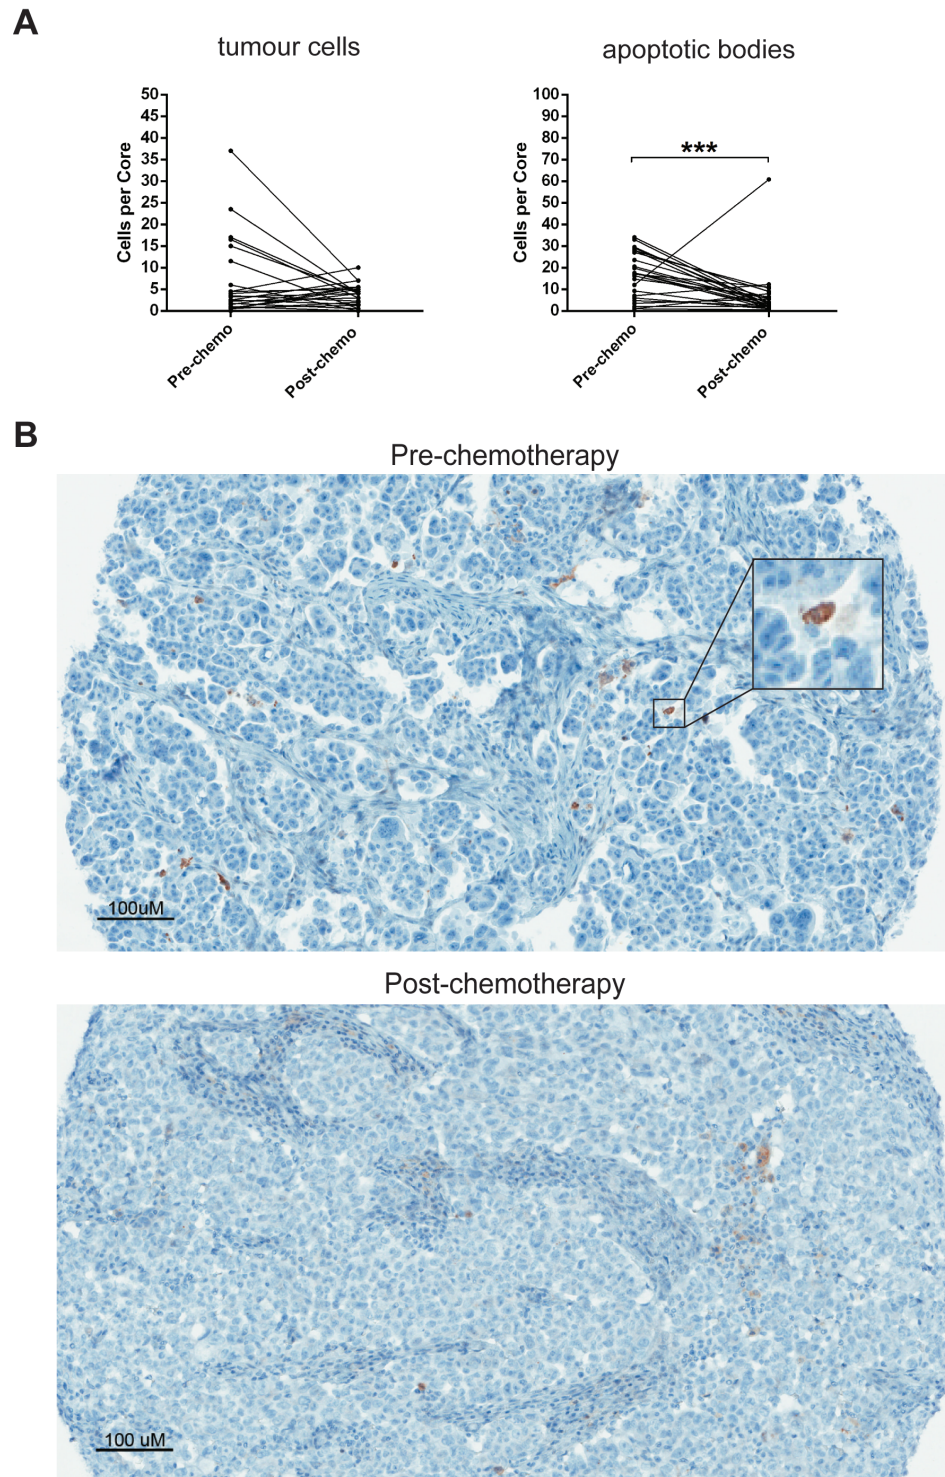 A
tumour cells
apoptotic bodies
50
45
40
35
30
25
20
15
10
5
0
Cells per Core
Pre-chemo
Post-chemo
100
90
80
70
60
50
40
30
20
10
0
Cells per Core
***
Pre-chemo
Post-chemo
B
Pre-chemotherapy
100uM
Post-chemotherapy
100 uM